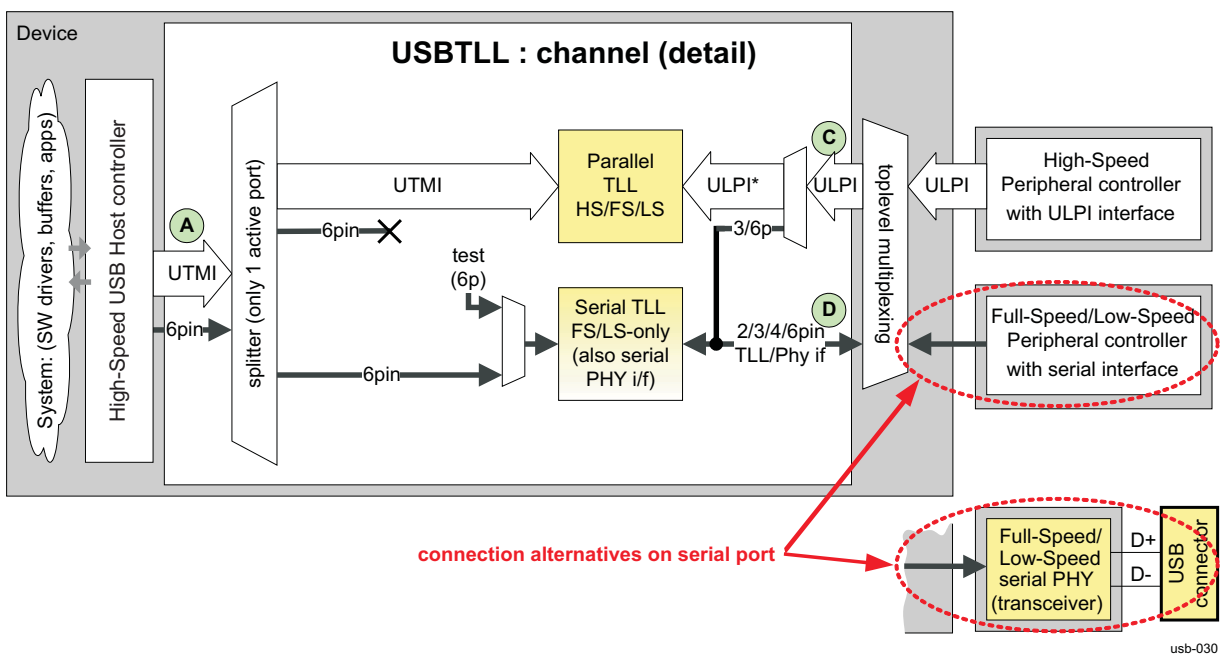 Device
USBTLL : channel (detail)
System: (SW drivers, buffers, apps)
High-Speed USB Host controller
A
UTMI
6pin
splitter (only 1 active port)
UTMI
6pin
test
(6p)
6pin
Parallel
TLL
HS/FS/LS
Serial TLL
FS/LS-only
(also serial
PHY i/f)
ULPI*
3/6p
C
ULPI
D
2/3/4/6pin
TLL/Phy if
toplevel multiplexing
ULPI
High-Speed
Peripheral controller
with ULPI interface
Full-Speed/Low-Speed
Peripheral controller
with serial interface
connection alternatives on serial port
Full-Speed/
Low-Speed
serial PHY
(transceiver)
D+
D-
USB
connector
usb-030